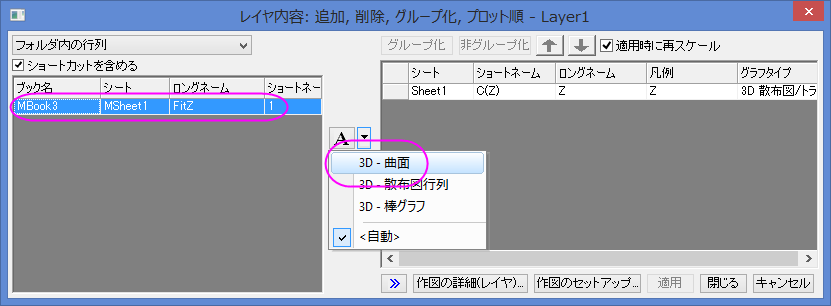 レイヤ内容: 追加, 削除, グループ化, プロット順 - Layer1
フォルダ内の行列
ショートカットを含める
ブック名 シート ロングネーム ショートネー
MBook3 MSheet1 FitZ 1
グループ化 非グループ化 適用時に再スケール
シート ショートネーム ロングネーム 凡例 グラフタイプ
Sheet1 C(Z) Z Z 3D 散布図/トラ
A
3D - 曲面
3D - 散布図行列
3D - 棒グラフ
<自動>
作図の詳細(レイヤ)... 作図のセットアップ... 適用 閉じる キャンセル